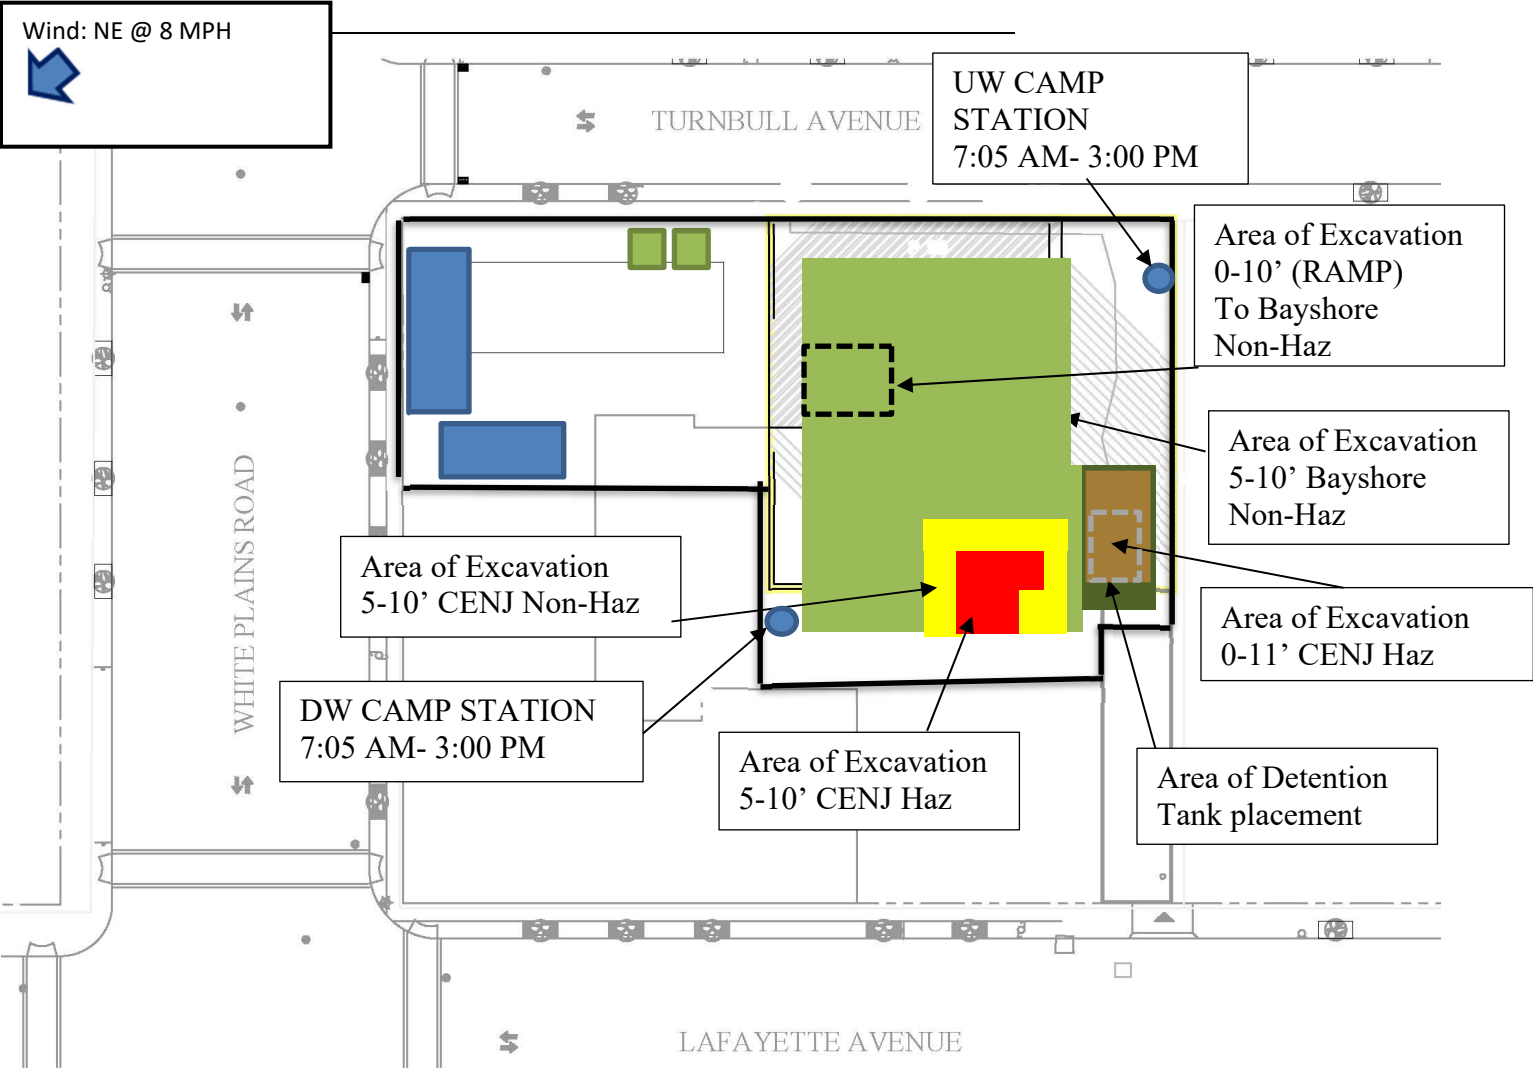 Wind: NE @ 8 MPH
TURNBULL AVENUE
UW CAMP
STATION
7:05 AM- 3:00 PM
Area of Excavation
0-10’ (RAMP)
To Bayshore
Non-Haz
Area of Excavation
5-10’ Bayshore
Non-Haz
WHITE PLAINS ROAD
Area of Excavation
5-10’ CENJ Non-Haz
Area of Excavation
0-11’ CENJ Haz
DW CAMP STATION
7:05 AM- 3:00 PM
Area of Excavation
5-10’ CENJ Haz
Area of Detention
Tank placement
LAFAYETTE AVENUE